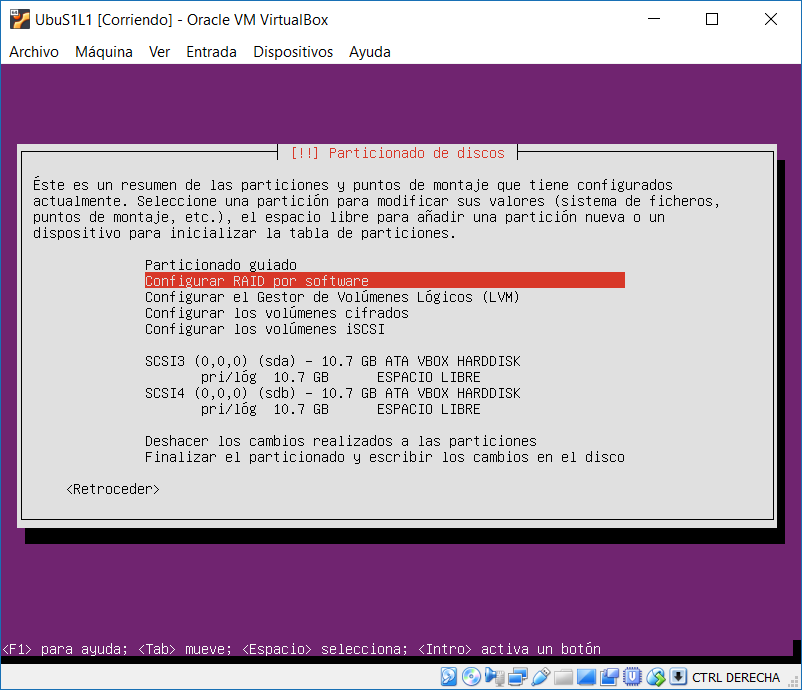 UbuS1L1 [Corriendo] - Oracle VM VirtualBox
Archivo Máquina Ver Entrada Dispositivos Ayuda
[!!] Particionado de discos
Éste es un resumen de las particiones y puntos de montaje que tiene configurados
actualmente. Seleccione una partición para modificar sus valores (sistema de ficheros,
puntos de montaje, etc.), el espacio libre para añadir una partición nueva o un
dispositivo para inicializar la tabla de particiones.
Particionado guiado
Configurar RAID por software
Configurar el Gestor de Volúmenes Lógicos (LVM)
Configurar los volúmenes cifrados
Configurar los volúmenes iSCSI
SCSI3 (0,0,0) (sda) - 10.7 GB ATA VBOX HARDDISK
pri/lóg 10.7 GB ESPACIO LIBRE
SCSI4 (0,0,0) (sdb) - 10.7 GB ATA VBOX HARDDISK
pri/lóg 10.7 GB ESPACIO LIBRE
Deshacer los cambios realizados a las particiones
Finalizar el particionado y escribir los cambios en el disco
<Retroceder>
<F1> para ayuda; <Tab> mueve; <Espacio> selecciona; <Intro> activa un botón
CTRL DERECHA